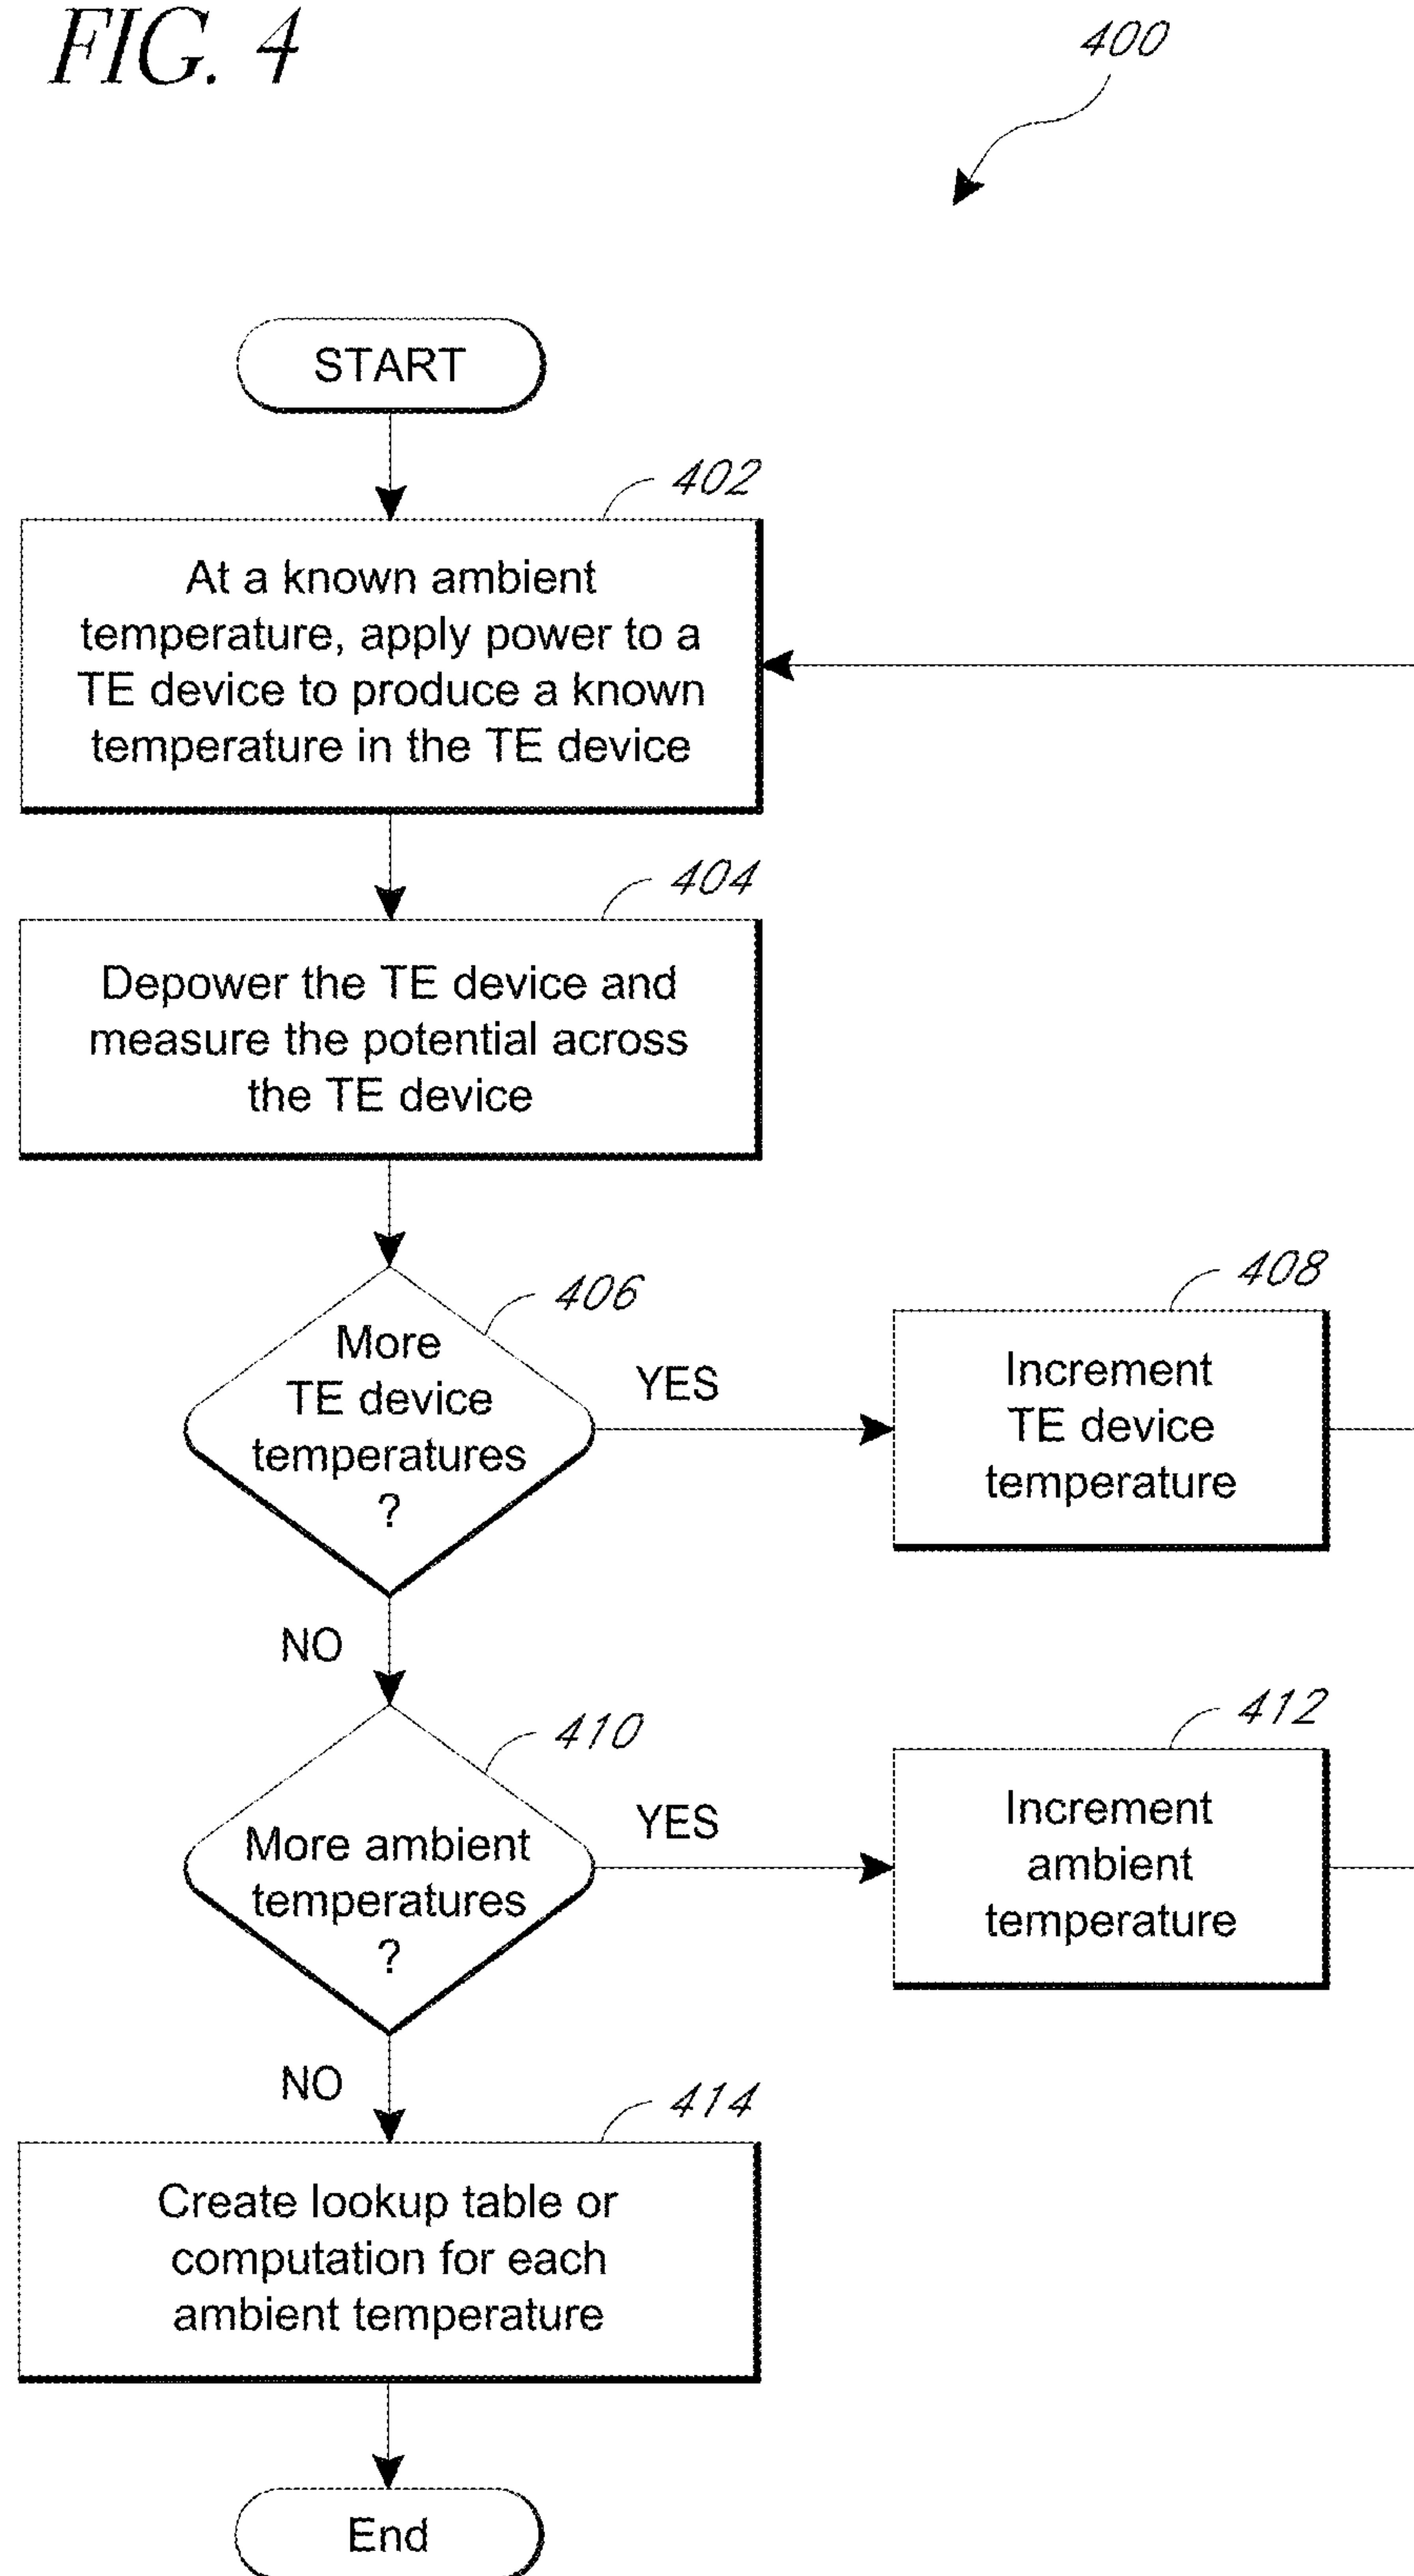 FIG. 4
400
START
402
At a known ambient
temperature, apply power to a
TE device to produce a known
temperature in the TE device
404
Depower the TE device and
measure the potential across
the TE device
406
More
TE device
temperatures
?
YES
408
Increment
TE device
temperature
NO
410
More ambient
temperatures
?
YES
412
Increment
ambient
temperature
NO
414
Create lookup table or
computation for each
ambient temperature
End